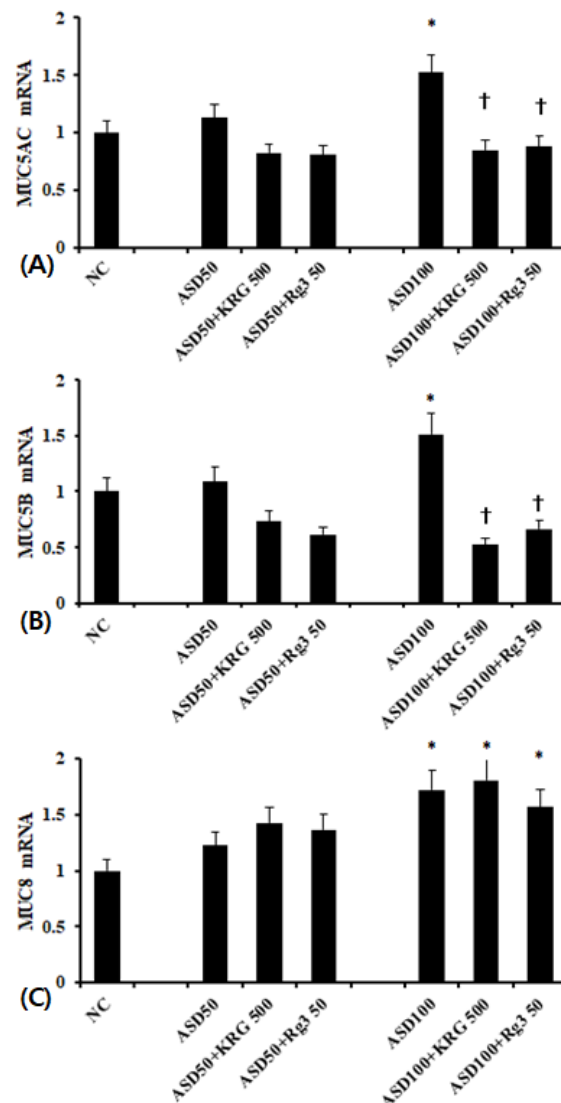 2
*
1.5
†
†
1
0.5
0
MUC5AC mRNA
(A)
NC
ASD50
ASD50+KRG 500
ASD50+Rg3 50
ASD100
ASD100+KRG 500
ASD100+Rg3 50
2
*
1.5
†
†
1
0.5
0
MUC5B mRNA
(B)
NC
ASD50
ASD50+KRG 500
ASD50+Rg3 50
ASD100
ASD100+KRG 500
ASD100+Rg3 50
2
*
*
*
1.5
1
0.5
0
MUC8 mRNA
(C)
NC
ASD50
ASD50+KRG 500
ASD50+Rg3 50
ASD100
ASD100+KRG 500
ASD100+Rg3 50